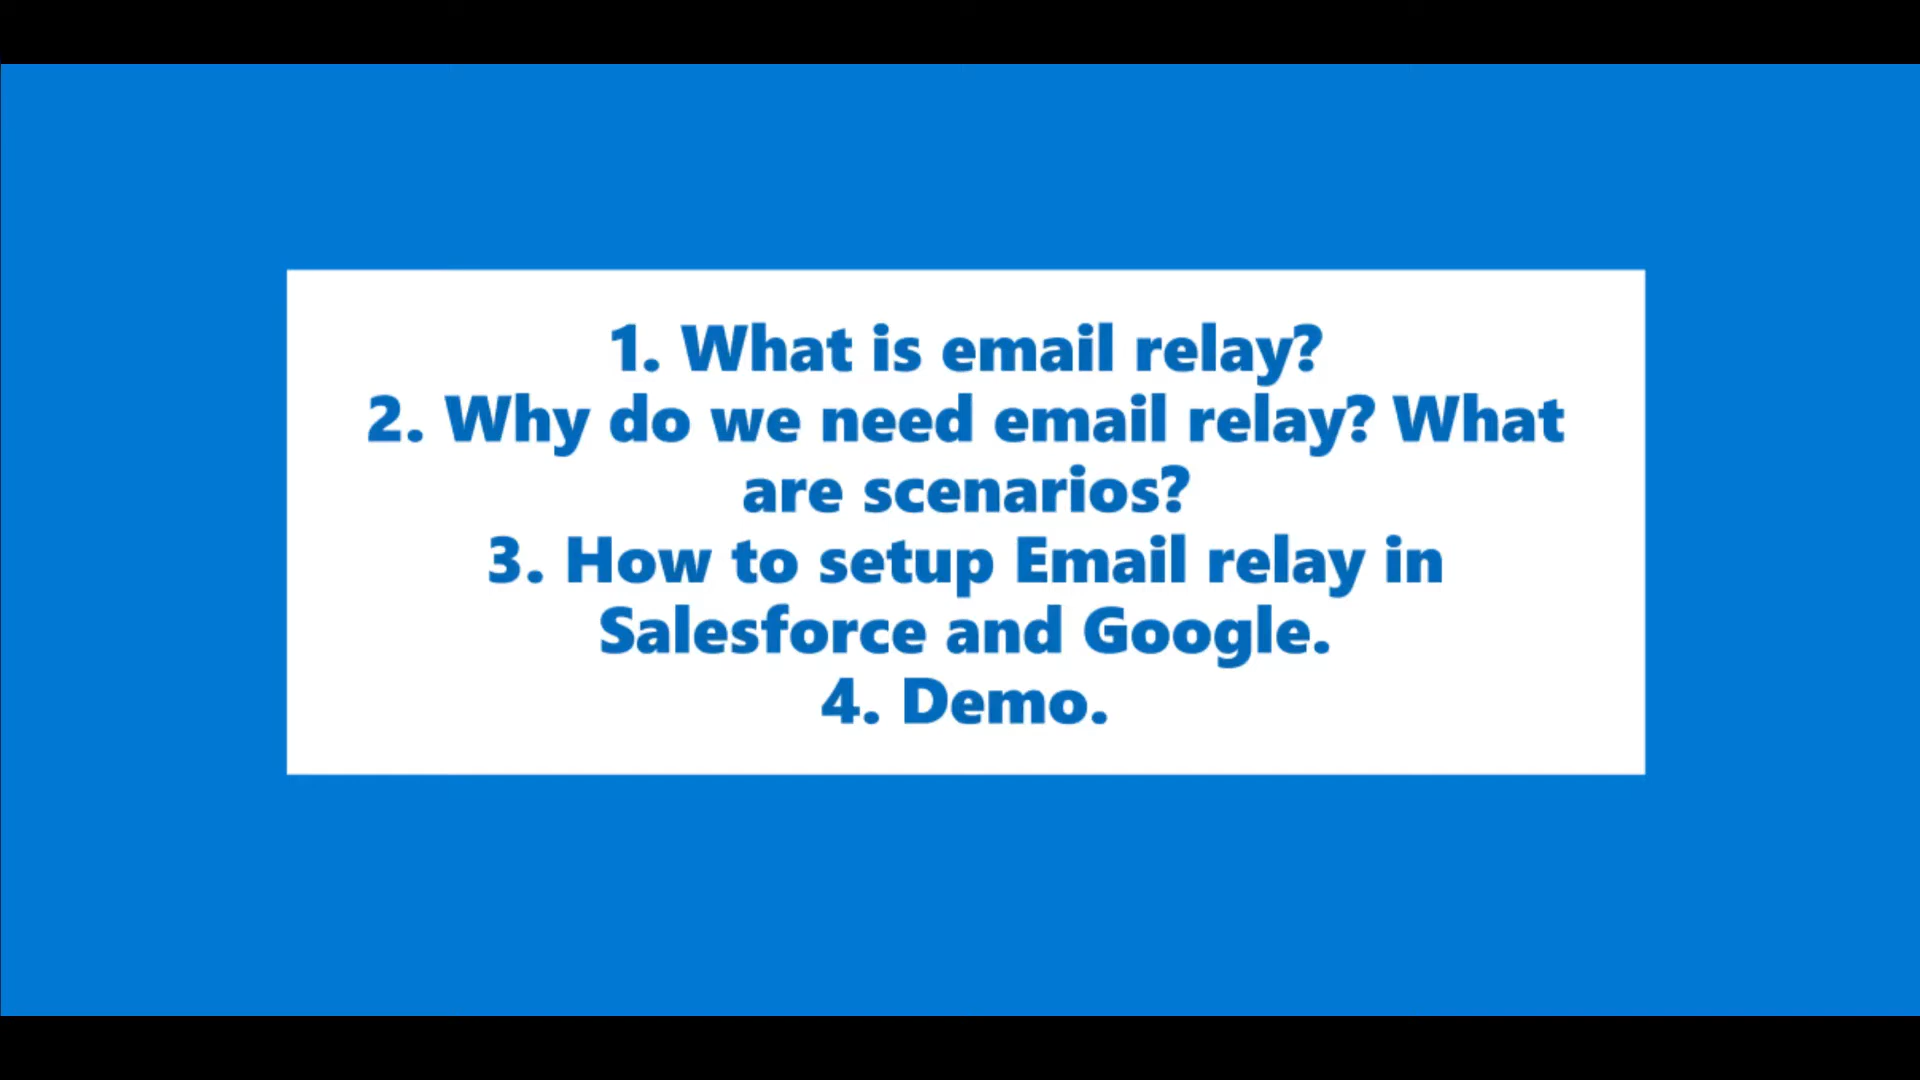 1. What is email relay?
2. Why do we need email relay? What
are scenarios?
3. How to setup Email relay in
Salesforce and Google.
4. Demo.